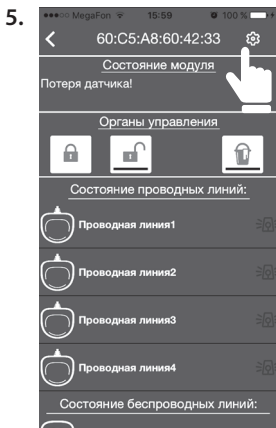 5.
MegaFon 15:59 100 %
60:C5:A8:60:42:33
Состояние модуля
Потеря датчика!
Органы управления
Состояние проводных линий:
Проводная линия1
Проводная линия2
Проводная линия3
Проводная линия4
Состояние беспроводных линий: